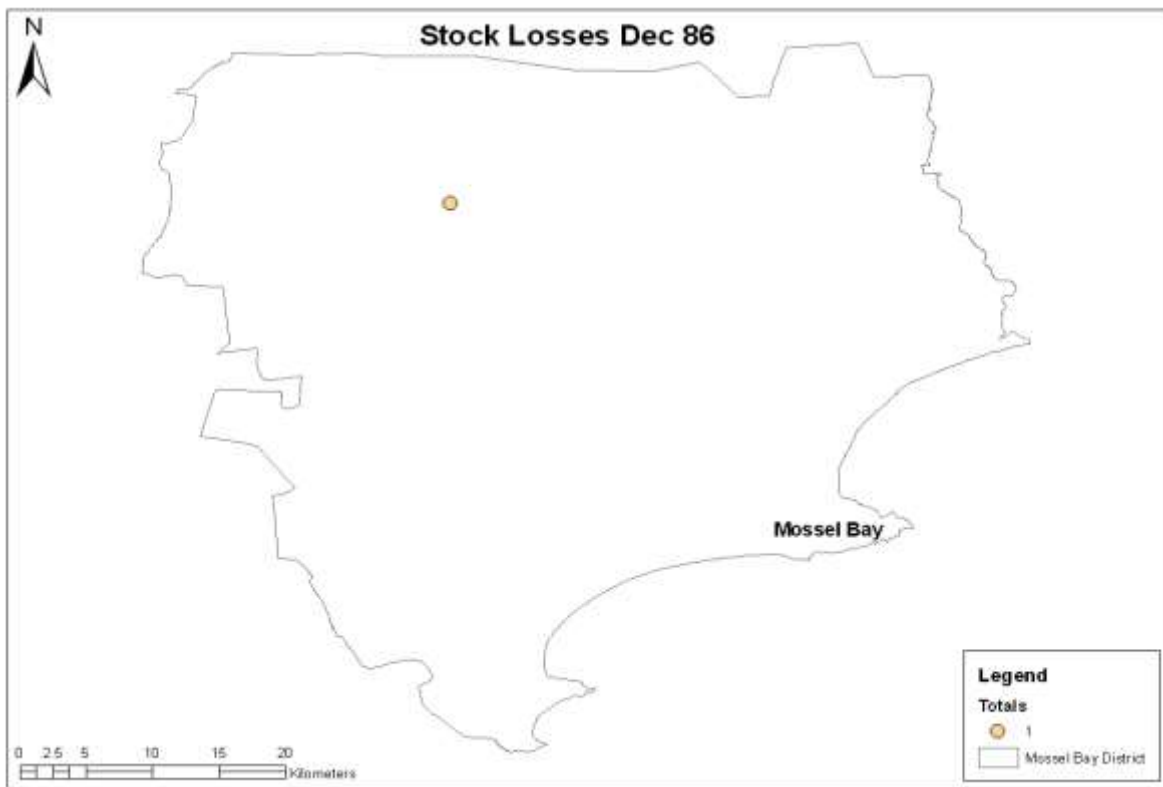 N
Stock Losses Dec 86
Mossel Bay
Legend
Totals
1
Mossel Bay District
0 2.5 5 10 15 20
Kilometers